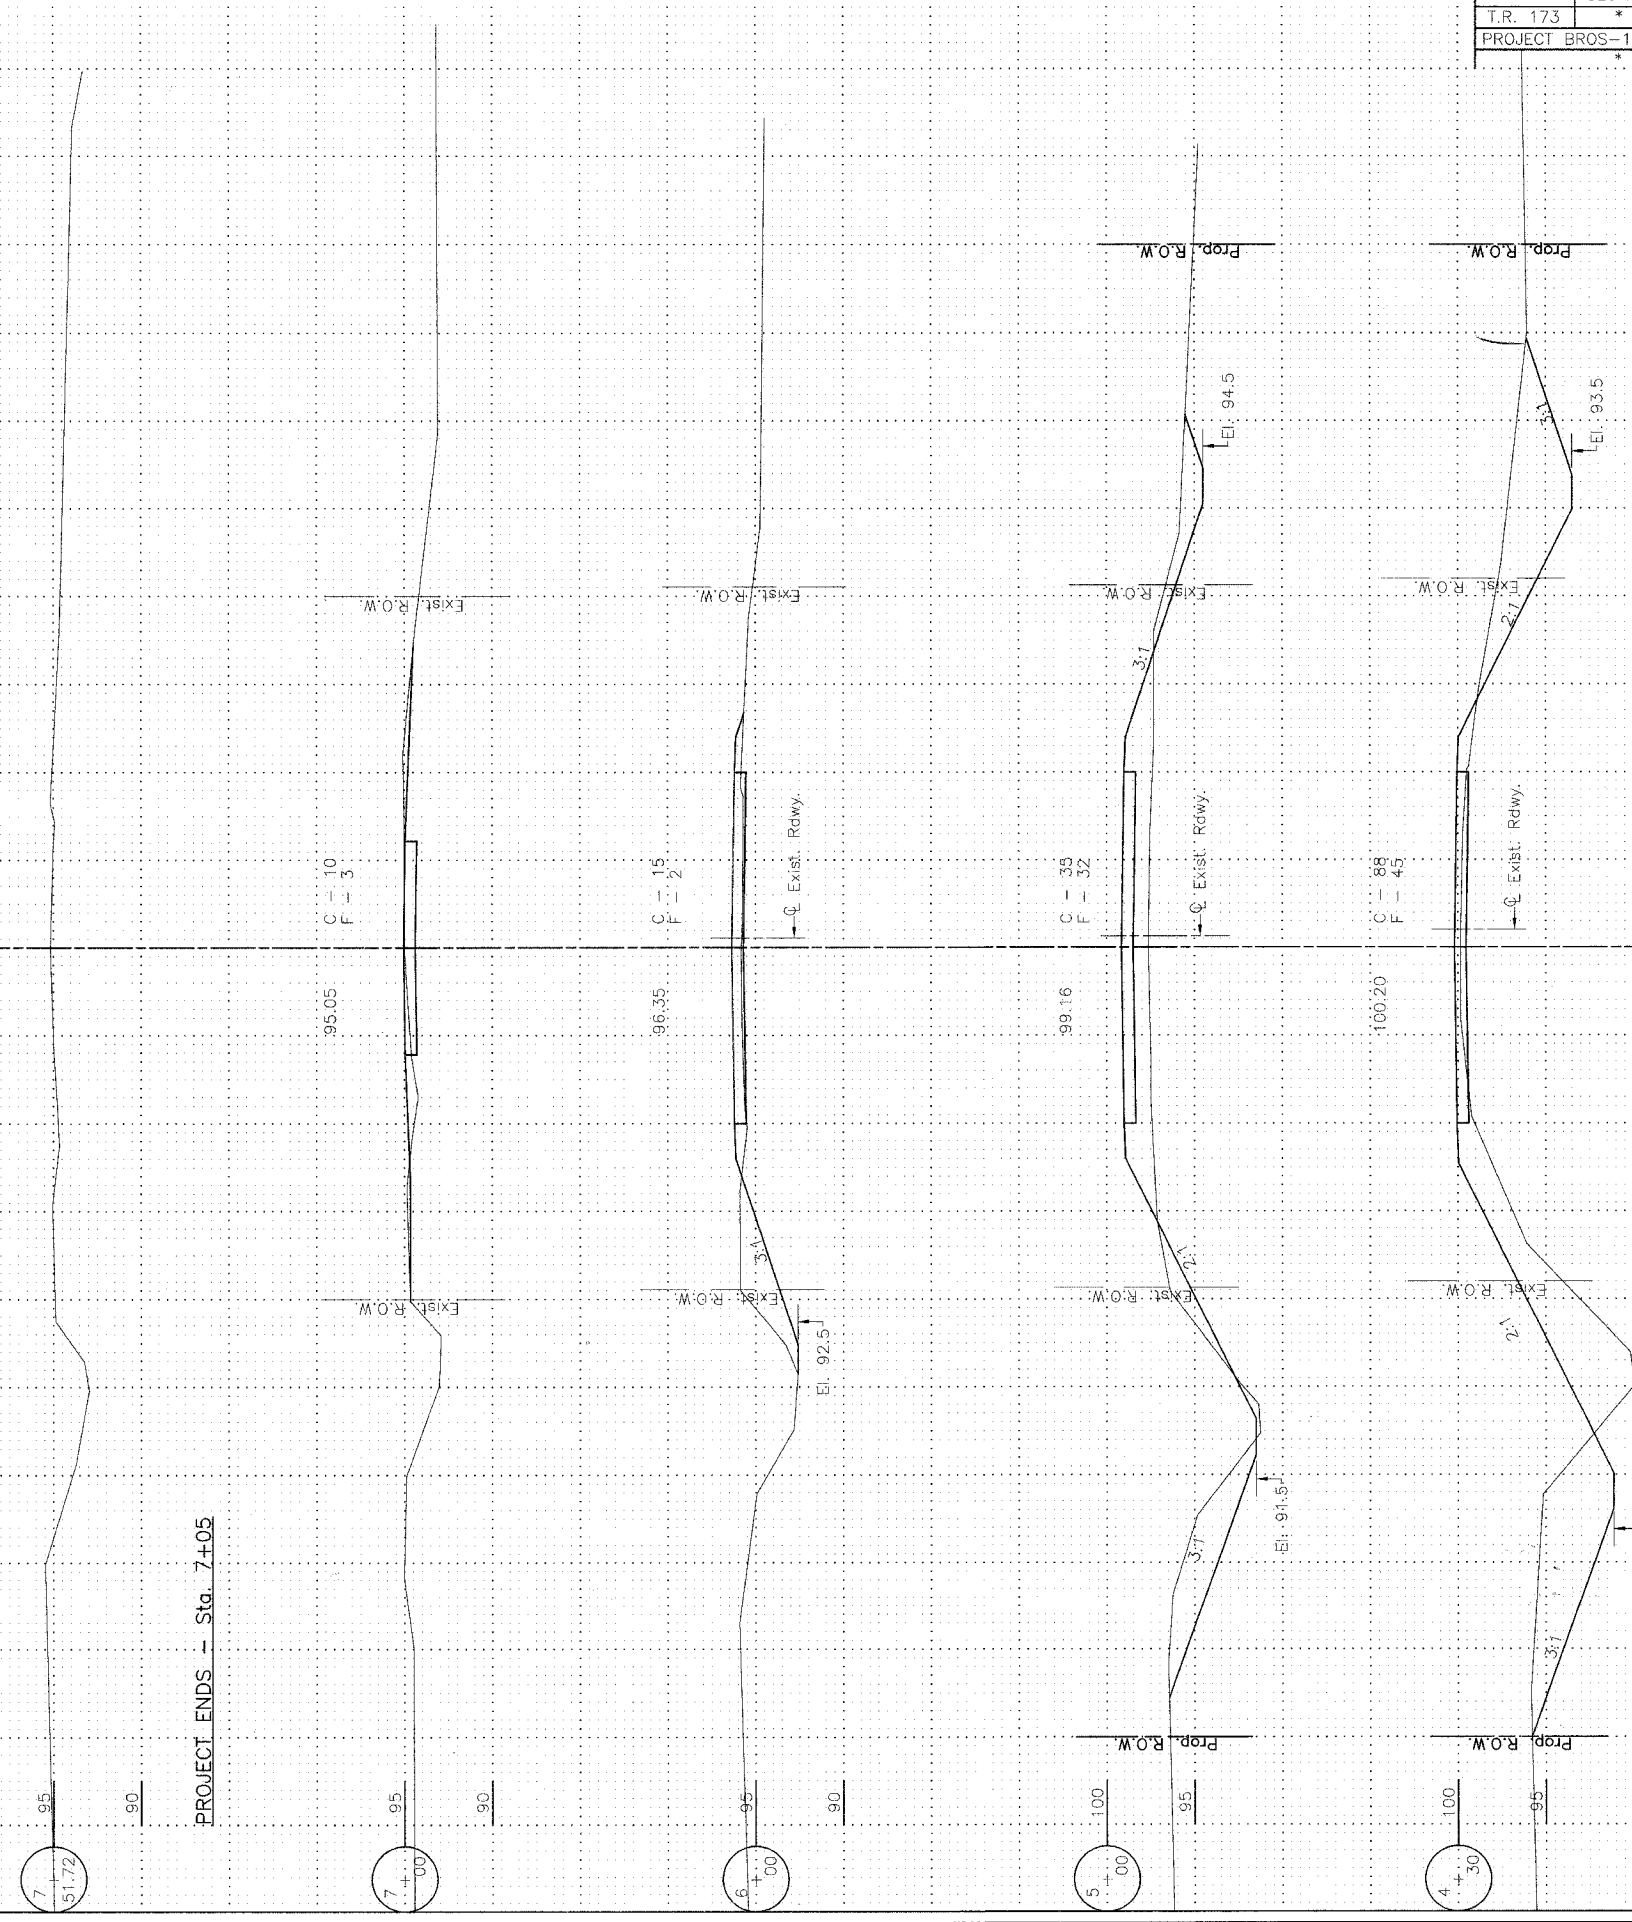 T.R. 173 *
PROJECT BROS-1
*
7 + 51.72
95
90
PROJECT ENDS – Sta. 7+05
7 + 00
95
90
95.05
C – 10
F – 3
Exist. R.O.W.
Exist. R.O.W.
6 + 00
95
90
96.35
C – 15
F – 2
℄ Exist. Rdwy.
Exist. R.O.W.
Exist. R.O.W.
3:1
El. 92.5
5 + 00
100
95
99.16
C – 35
F – 32
℄ Exist. Rdwy.
Prop. R.O.W.
Exist. R.O.W.
Exist. R.O.W.
Prop. R.O.W.
3:1
2:1
3:1
El. 91.5
El. 94.5
4 + 30
100
95
100.20
C – 88
F – 45
℄ Exist. Rdwy.
Prop. R.O.W.
Exist. R.O.W.
Exist. R.O.W.
Prop. R.O.W.
3:1
2:1
2:1
3:1
El. 93.5